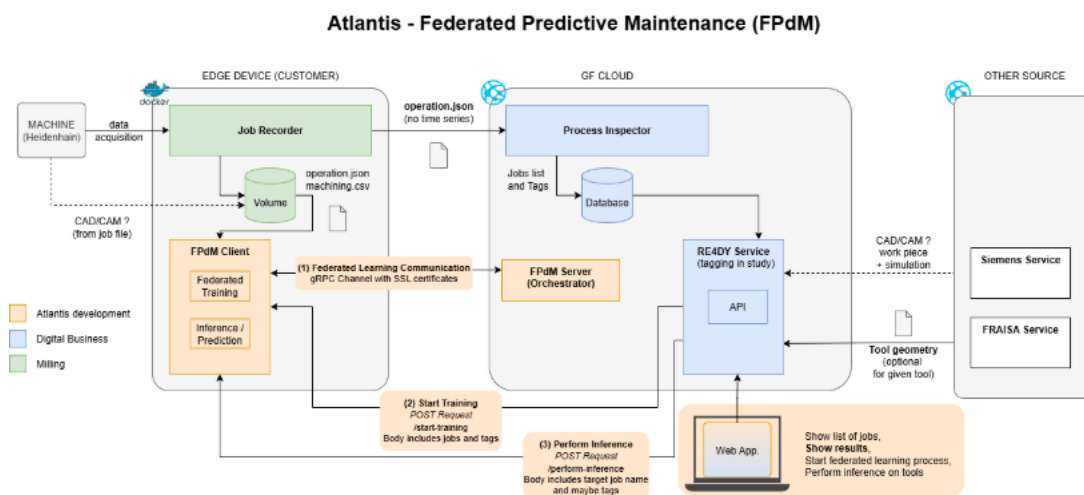 Atlantis - Federated Predictive Maintenance (FPdM)
EDGE DEVICE (CUSTOMER)
GF CLOUD
OTHER SOURCE
docker
MACHINE
(Heidenhain)
data
acquisition
Job Recorder
operation.json
(no time series)
Process Inspector
operation.json
machining.csv
Volume
Jobs list
and Tags
Database
CAD/CAM ?
(from job file)
FPdM Client
Federated
Training
Inference /
Prediction
(1) Federated Learning Communication
gRPC Channel with SSL certificates
FPdM Server
(Orchestrator)
RE4DY Service
(tagging in study)
API
CAD/CAM ?
work piece
+ simulation
Siemens Service
FRAISA Service
Tool geometry
(optional
for given tool)
Atlantis development
Digital Business
Milling
(2) Start Training
POST Request
/start-training
Body includes jobs and tags
(3) Perform Inference
POST Request
/perform-inference
Body includes target job name
and maybe tags
Web App.
Show list of jobs,
Show results,
Start federated learning process,
Perform inference on tools